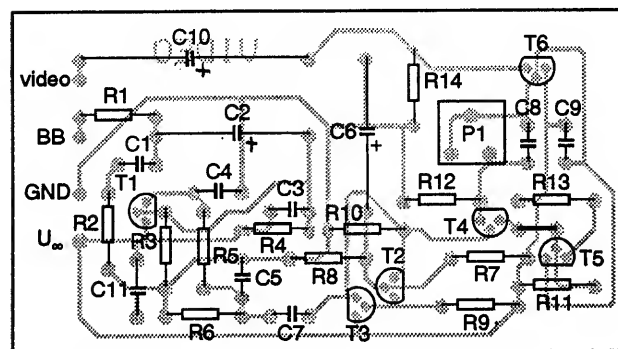 C10
T6
video
R14
R1
C2
C6
P1
C8
C9
BB
C1
T1
C4
GND
C3
R12
R13
R2
R3
R5
R4
R10
T4
U∞
T2
T5
C11
C5
R8
R7
R11
R6
C7
T3
R9